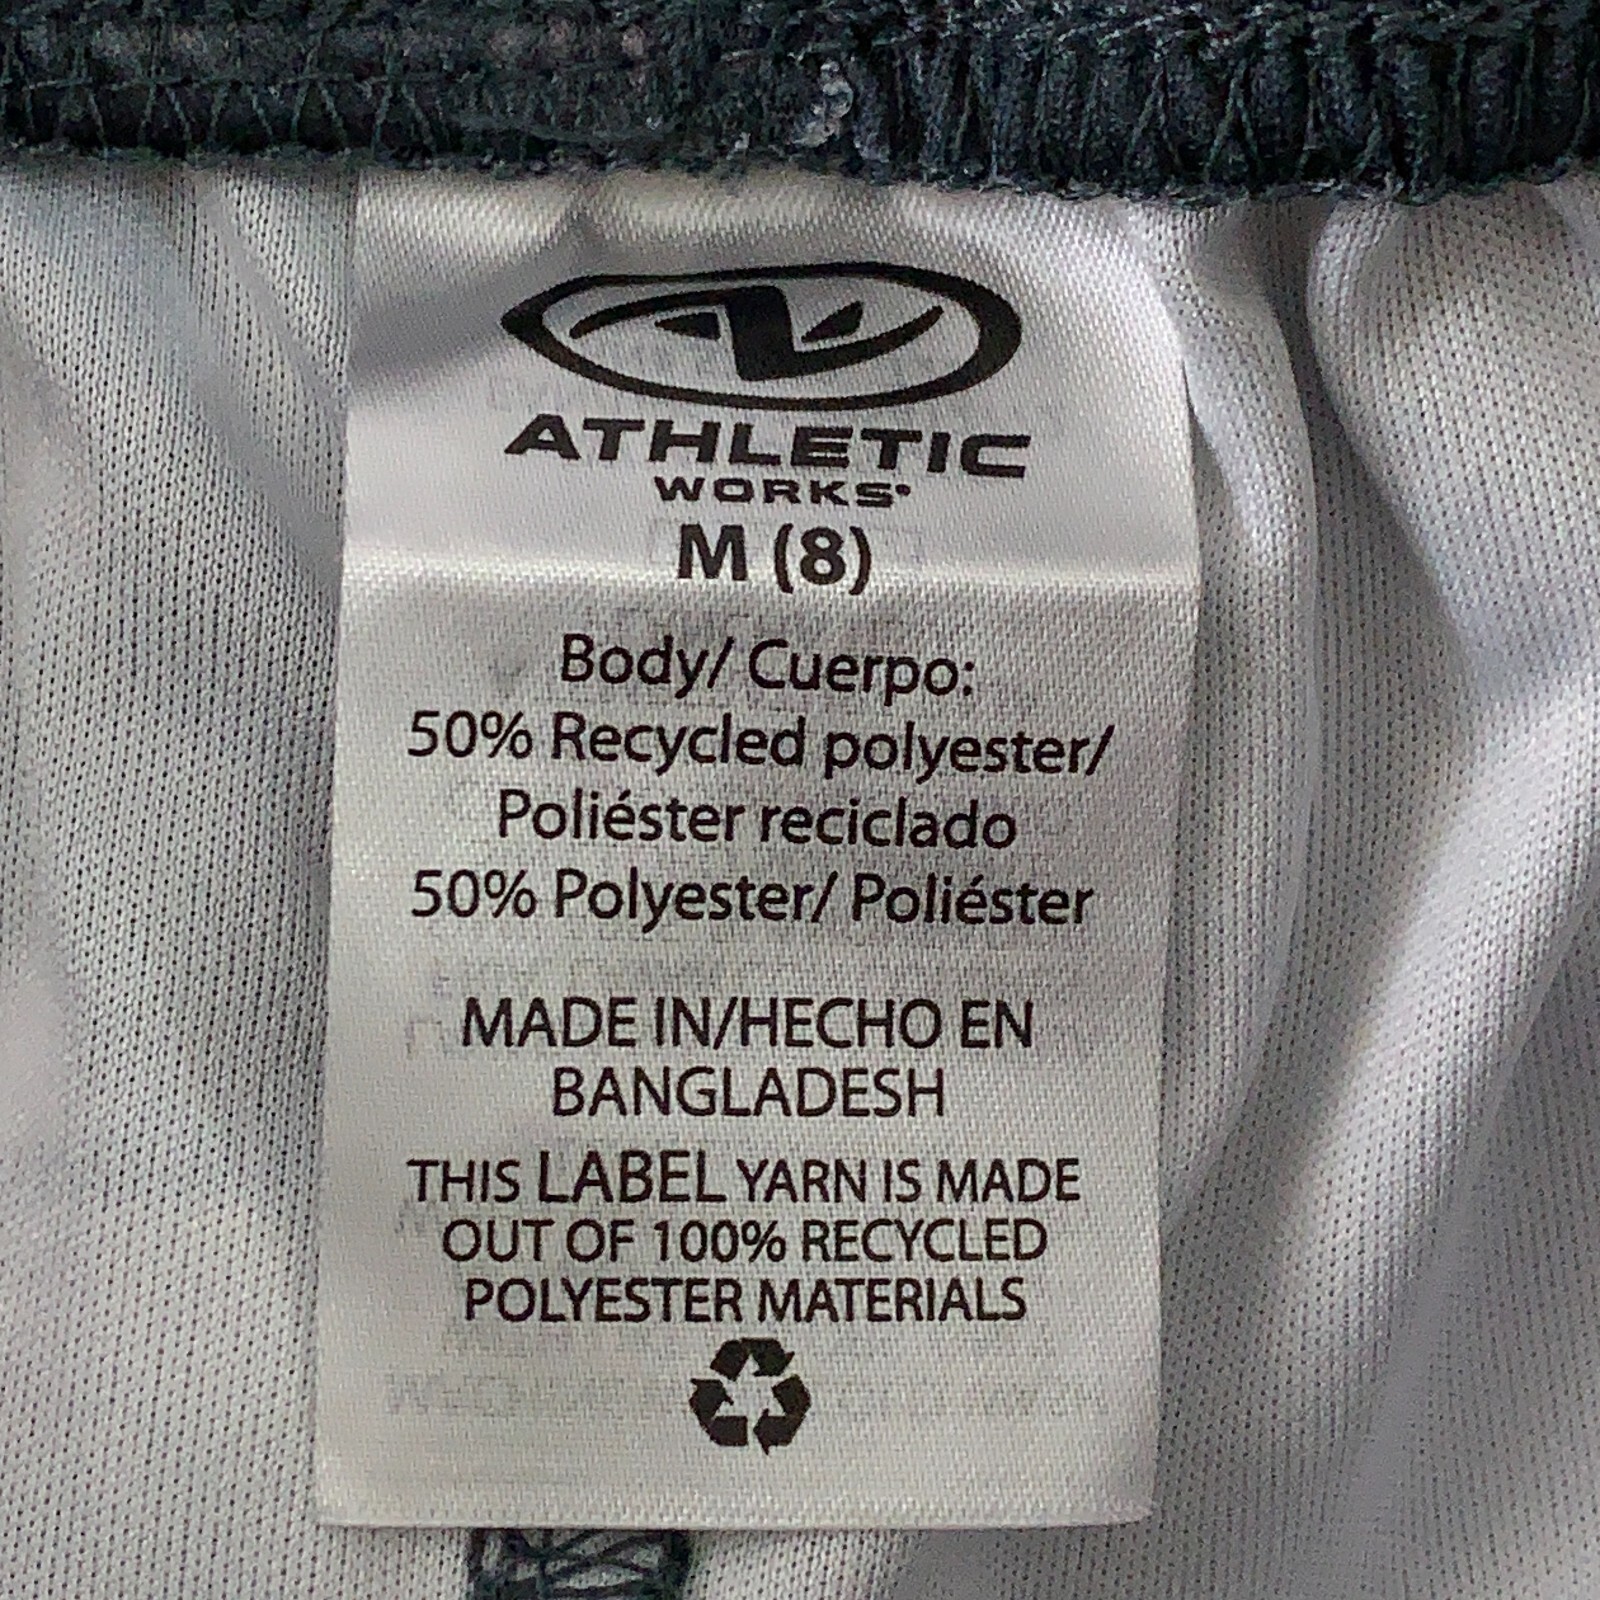 ATHLETIC
WORKS®
M (8)
Body/ Cuerpo:
50% Recycled polyester/
Poliéster reciclado
50% Polyester/ Poliéster
MADE IN/HECHO EN
BANGLADESH
THIS LABEL YARN IS MADE
OUT OF 100% RECYCLED
POLYESTER MATERIALS